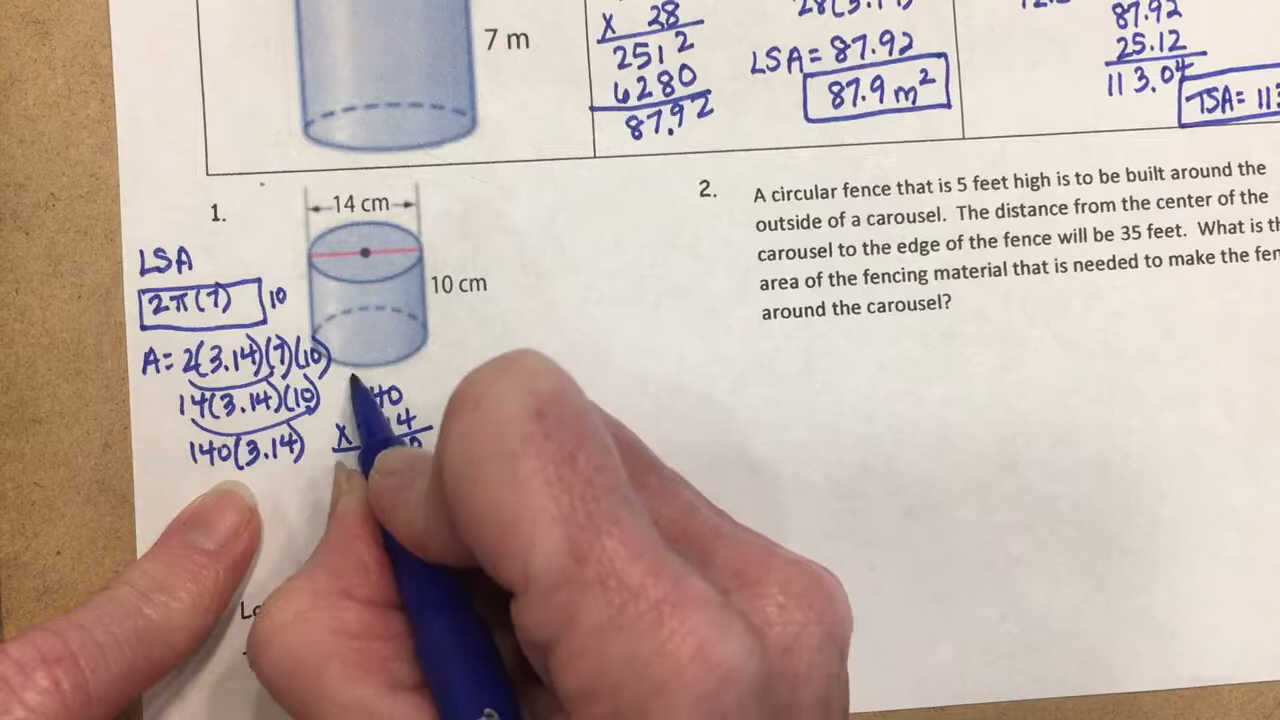 7 m
X 28
2512
6280
87.92
LSA = 87.92
87.9 m²
87.92
25.12
113.04
TSA = 11
1.
14 cm
10 cm
LSA
2π(7) 10
A = 2(3.14)(7)(10)
14(3.14)(10)
140(3.14)
40
X 4
2. A circular fence that is 5 feet high is to be built around the
outside of a carousel. The distance from the center of the
carousel to the edge of the fence will be 35 feet. What is
area of the fencing material that is needed to make the
around the carousel?